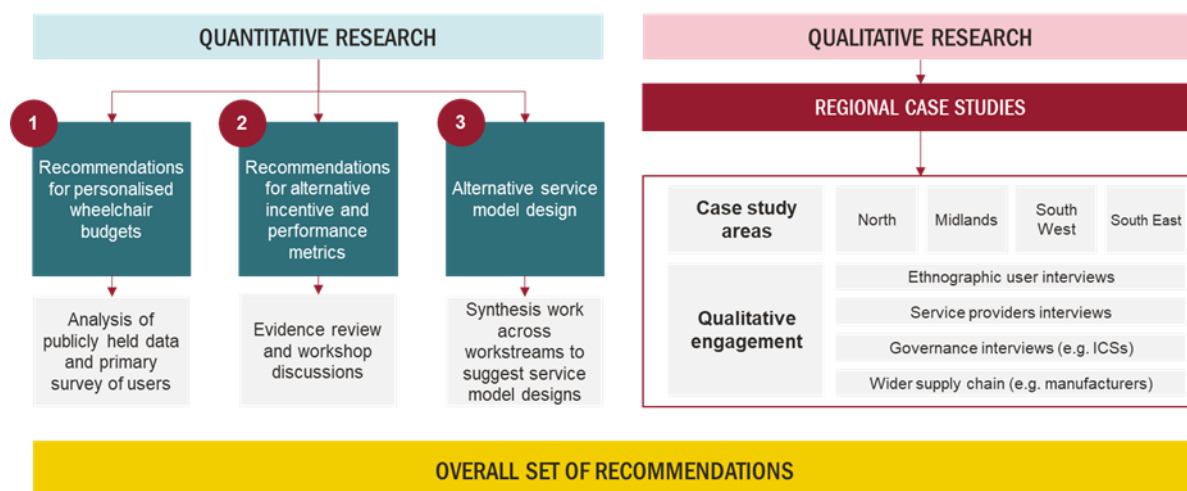 QUANTITATIVE RESEARCH
1
Recommendations
for personalised
wheelchair
budgets
Analysis of
publicly held data
and primary
survey of users
2
Recommendations
for alternative
incentive and
performance
metrics
Evidence review
and workshop
discussions
3
Alternative service
model design
Synthesis work
across
workstreams to
suggest service
model designs
QUALITATIVE RESEARCH
REGIONAL CASE STUDIES
Case study
areas
North
Midlands
South
West
South East
Qualitative
engagement
Ethnographic user interviews
Service providers interviews
Governance interviews (e.g. ICSs)
Wider supply chain (e.g. manufacturers)
OVERALL SET OF RECOMMENDATIONS